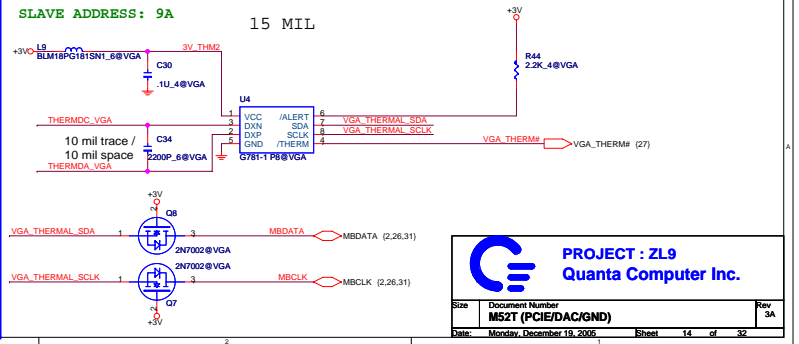 SLAVE ADDRESS: 9A
15 MIL
+3V
+3V
L9
BLM18PG181SN1_6@VGA
3V_THM2
C30
.1U_4@VGA
R44
2.2K_4@VGA
U4
1 VCC /ALERT 6
THERMDC_VGA 3 DXN SDA 7 VGA_THERMAL_SDA
2 DXP SCLK 8 VGA_THERMAL_SCLK
5 GND /THERM 4 VGA_THERM# VGA_THERM# {27}
G781-1 P8@VGA
10 mil trace /
10 mil space
C34
2200P_6@VGA
THERMDA_VGA
+3V
2
Q8
VGA_THERMAL_SDA 1 3 MBDATA MBDATA {2,26,31}
2N7002@VGA
2N7002@VGA
VGA_THERMAL_SCLK 1 3 MBCLK MBCLK {2,26,31}
Q7
2
+3V
A
PROJECT : ZL9
Quanta Computer Inc.
Size Document Number Rev
M52T (PCIE/DAC/GND) 3A
Date: Monday, December 19, 2005 Sheet 14 of 32
2 1